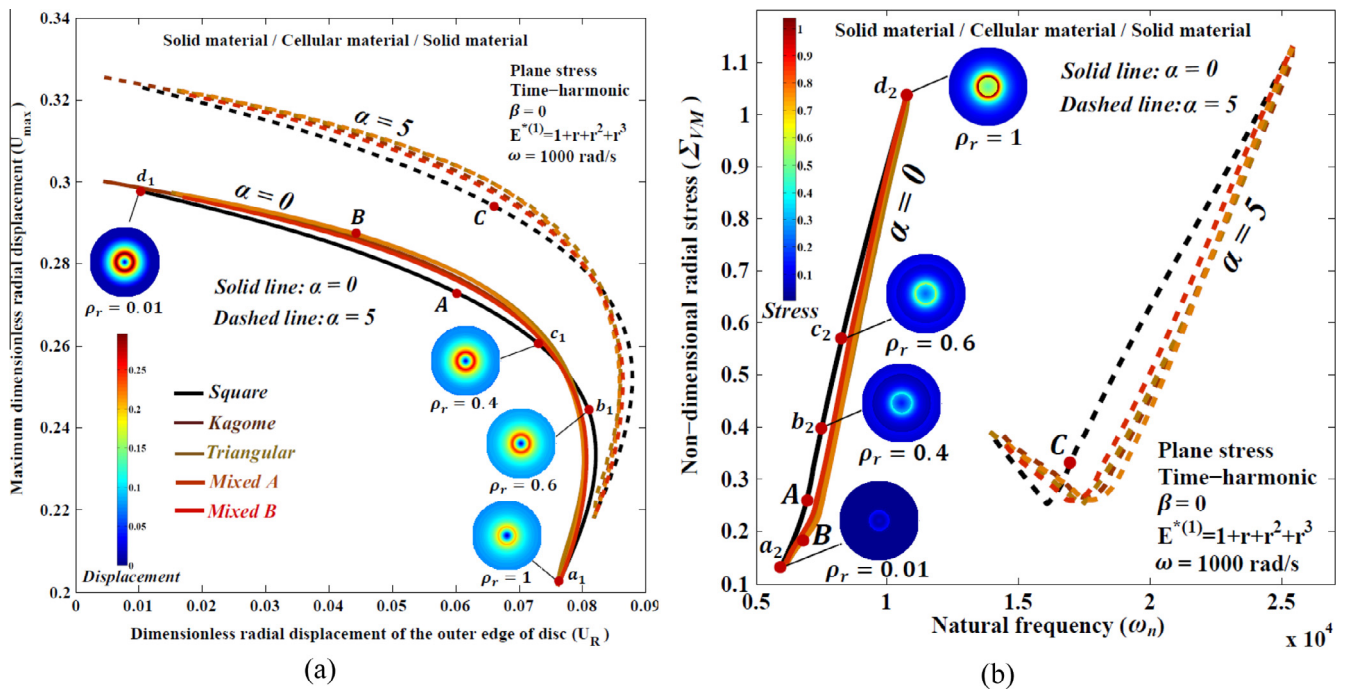 0.34
0.32
0.3
0.28
0.26
0.24
0.22
0.2
Maximum dimensionless radial displacement (U_max)
Solid material / Cellular material / Solid material
Plane stress
Time−harmonic
β = 0
E^*(1)=1+r+r²+r³
ω = 1000 rad/s
α = 5
α = 0
d₁
B
C
A
c₁
b₁
a₁
ρᵣ = 0.01
ρᵣ = 0.4
ρᵣ = 0.6
ρᵣ = 1
Solid line: α = 0
Dashed line: α = 5
0.25
0.2
0.15
0.1
0.05
0
Displacement
Square
Kagome
Triangular
Mixed A
Mixed B
0 0.01 0.02 0.03 0.04 0.05 0.06 0.07 0.08 0.09
Dimensionless radial displacement of the outer edge of disc (U_R)
(a)
1.1
1
0.9
0.8
0.7
0.6
0.5
0.4
0.3
0.2
0.1
Non−dimensional radial stress (Σ_VM)
Solid material / Cellular material / Solid material
1
0.9
0.8
0.7
0.6
0.5
0.4
0.3
0.2
0.1
0
Stress
Solid line: α = 0
Dashed line: α = 5
d₂
ρᵣ = 1
α = 0
α = 5
c₂
ρᵣ = 0.6
b₂
ρᵣ = 0.4
A
B
C
a₂
ρᵣ = 0.01
Plane stress
Time−harmonic
β = 0
E^*(1)=1+r+r²+r³
ω = 1000 rad/s
0.5 1 1.5 2 2.5
x 10⁴
Natural frequency (ωₙ)
(b)